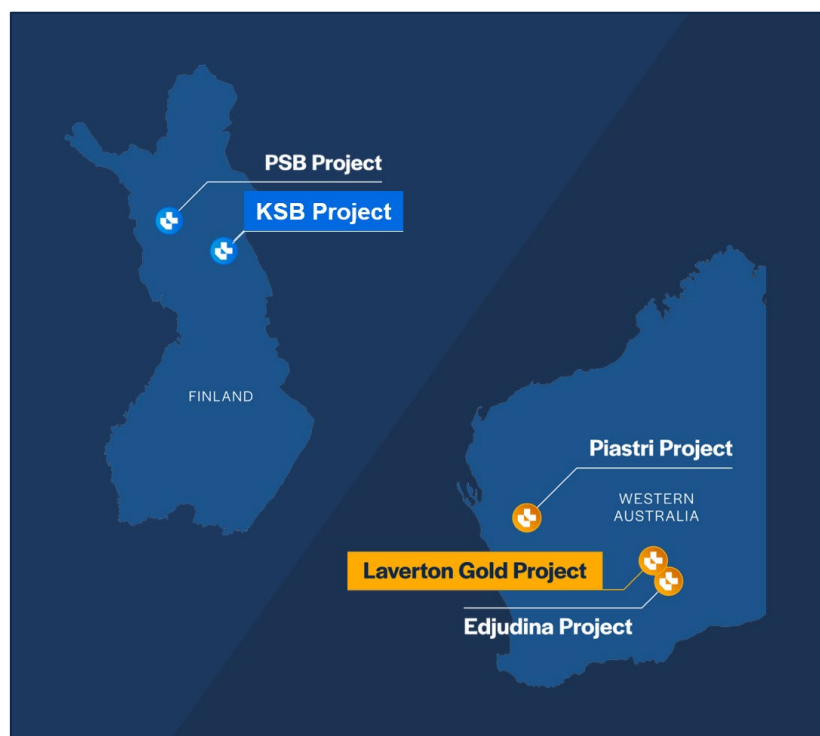 PSB Project
KSB Project
FINLAND
Piastri Project
WESTERN
AUSTRALIA
Laverton Gold Project
Edjudina Project